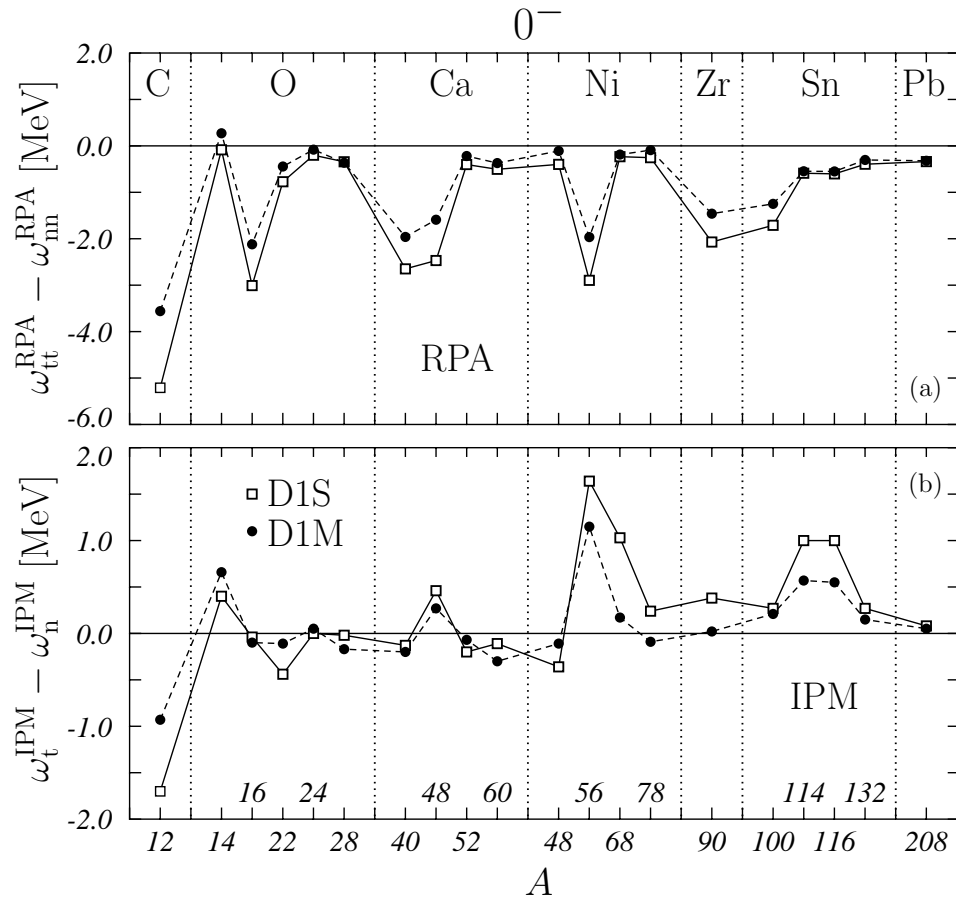 0⁻
C O Ca Ni Zr Sn Pb
2.0
0.0
-2.0
-4.0
-6.0
ω_tt^RPA − ω_nn^RPA [MeV]
RPA
(a)
2.0
1.0
0.0
-1.0
-2.0
ω_t^IPM − ω_n^IPM [MeV]
(b)
D1S
D1M
IPM
16 24 48 60 56 78 114 132
12 14 22 28 40 52 48 68 90 100 116 208
A